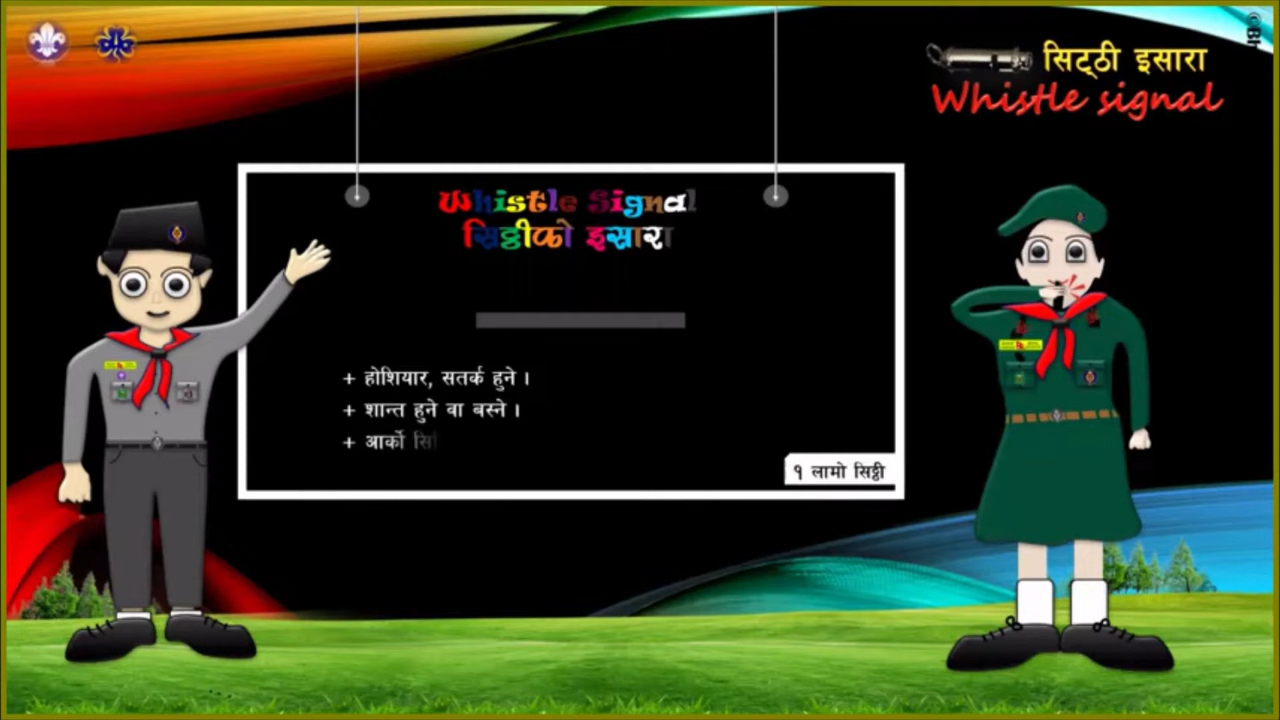 सिट्ठी इसारा
Whistle signal
Whistle Signal
सिट्ठीको इसारा
+ होशियार, सतर्क हुने ।
+ शान्त हुने वा बस्ने ।
+ आर्को
१ लामो सिट्ठी